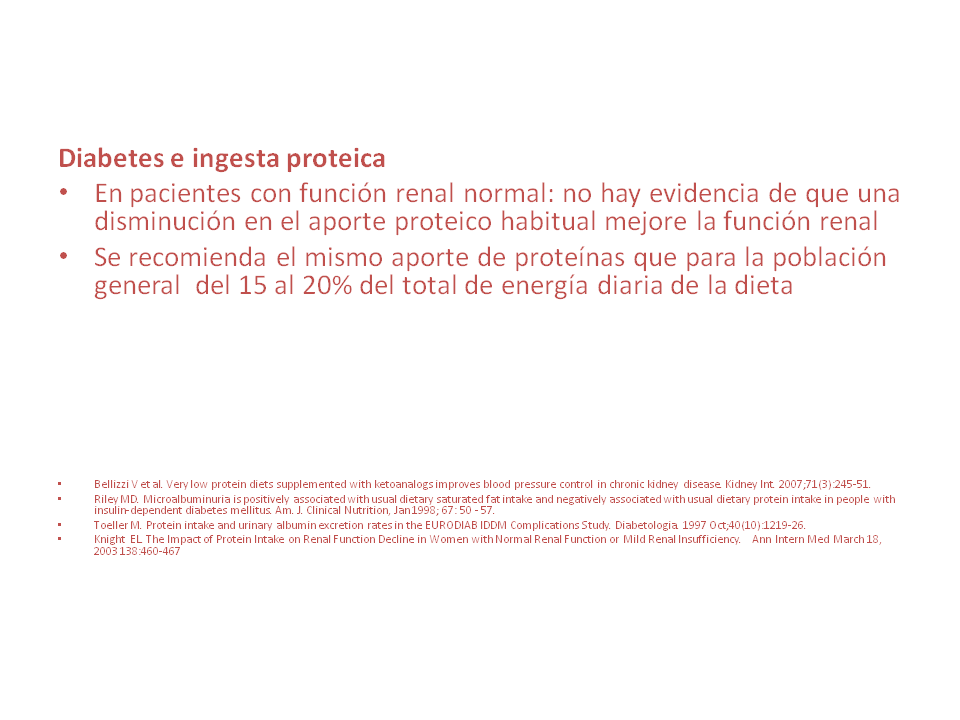 Diabetes e ingesta proteica
• En pacientes con función renal normal: no hay evidencia de que una
disminución en el aporte proteico habitual mejore la función renal
• Se recomienda el mismo aporte de proteínas que para la población
general  del 15 al 20% del total de energía diaria de la dieta
• Bellizzi V et al. Very low protein diets supplemented with ketoanalogs improves blood pressure control in chronic kidney disease. Kidney Int. 2007;71(3):245-51.
• Riley MD. Microalbuminuria is positively associated with usual dietary saturated fat intake and negatively associated with usual dietary protein intake in people with
insulin-dependent diabetes mellitus. Am. J. Clinical Nutrition, Jan 1998; 67: 50 - 57.
• Toeller M. Protein intake and urinary albumin excretion rates in the EURODIAB IDDM Complications Study. Diabetologia. 1997 Oct;40(10):1219-26.
• Knight EL. The Impact of Protein Intake on Renal Function Decline in Women with Normal Renal Function or Mild Renal Insufficiency.   Ann Intern Med March 18,
2003 138:460-467